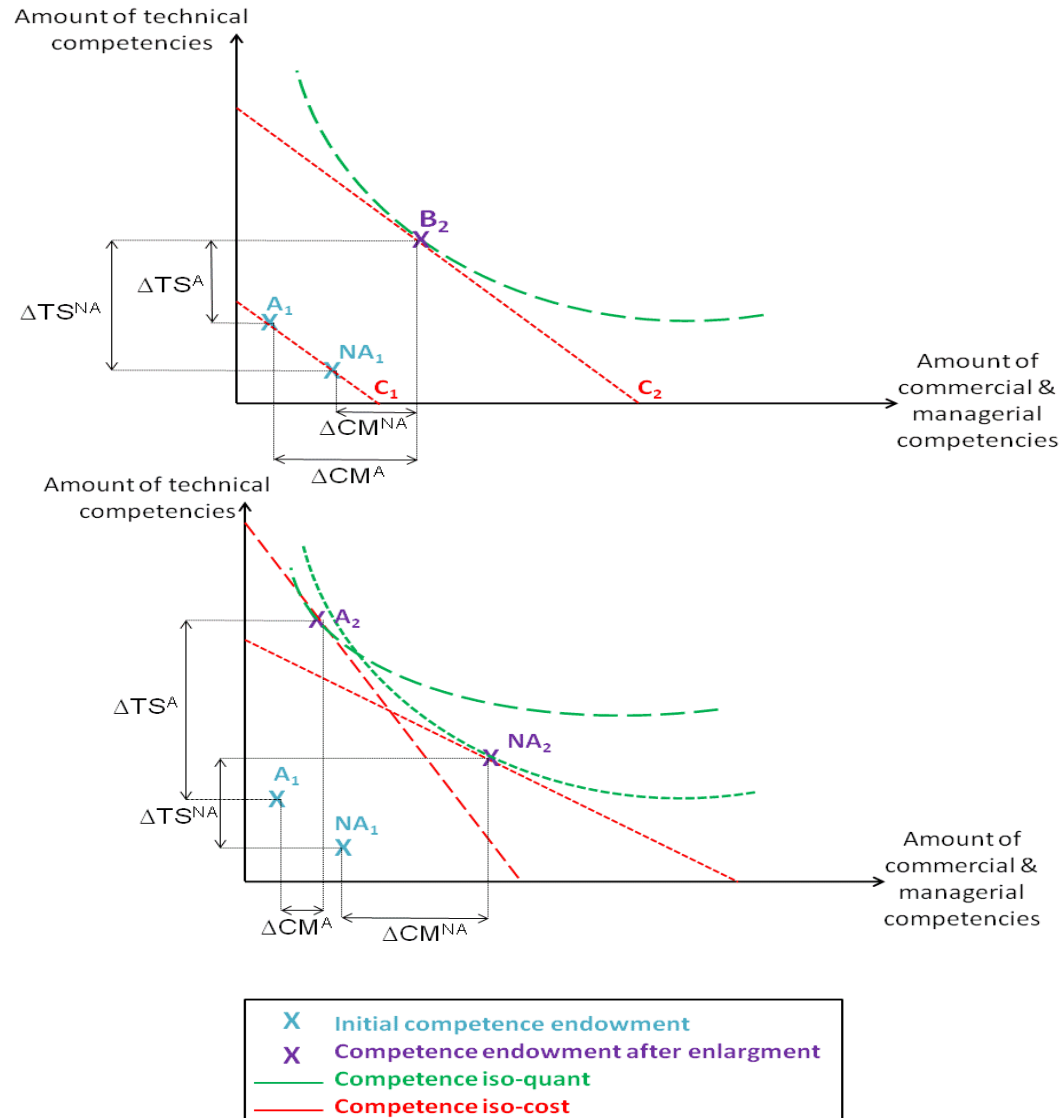 Amount of technical
competencies
B₂
ΔTSᴬ
ΔTSᴺᴬ
A₁
NA₁
C₁
C₂
Amount of
commercial &
managerial
competencies
ΔCMᴺᴬ
ΔCMᴬ
Amount of technical
competencies
A₂
ΔTSᴬ
NA₂
A₁
ΔTSᴺᴬ
NA₁
Amount of
commercial &
managerial
competencies
ΔCMᴬ
ΔCMᴺᴬ
X Initial competence endowment
X Competence endowment after enlargment
Competence iso-quant
Competence iso-cost